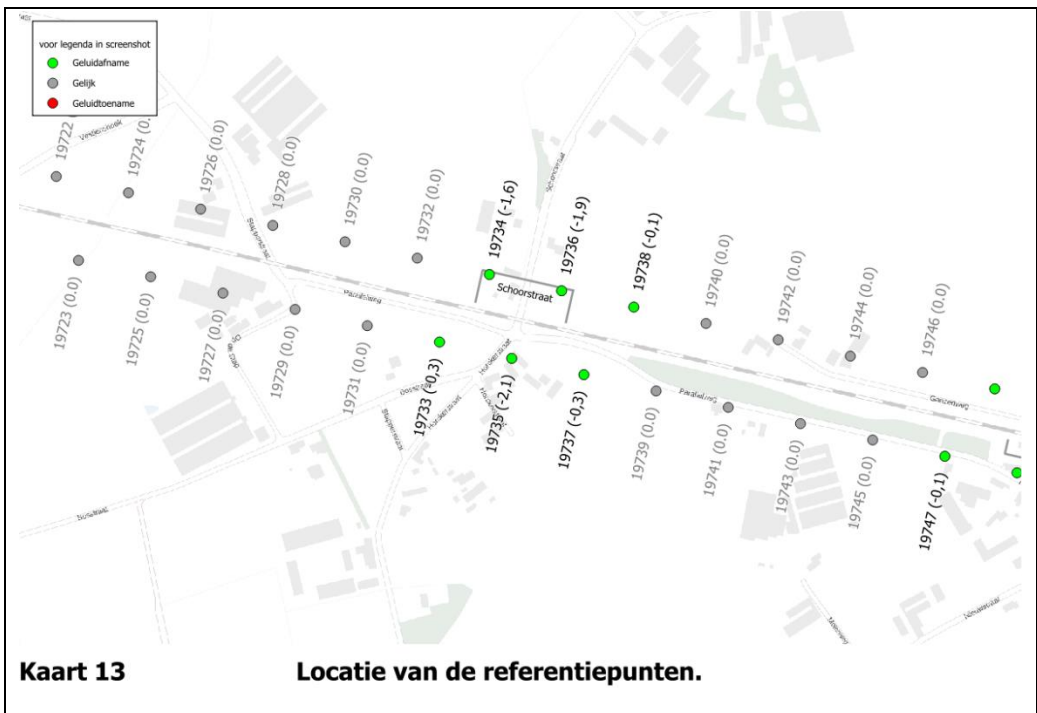 voor legenda in screenshot
Geluidafname
Gelijk
Geluidtoename
19722
19724 (0.0)
19726 (0.0)
19728 (0.0)
19730 (0.0)
19732 (0.0)
19734 (-1,6)
19736 (-1,9)
19738 (-0,1)
19740 (0.0)
19742 (0.0)
19744 (0.0)
19746 (0.0)
Schoorstraat
Schoorstraat
Parallelweg
Parallelweg
Ganzenweg
19723 (0.0)
19725 (0.0)
19727 (0.0)
19729 (0.0)
19731 (0.0)
19733 (-0,3)
19735 (-2,1)
19737 (-0,3)
19739 (0.0)
19741 (0.0)
19743 (0.0)
19745 (0.0)
19747 (-0,1)
Kaart 13
Locatie van de referentiepunten.